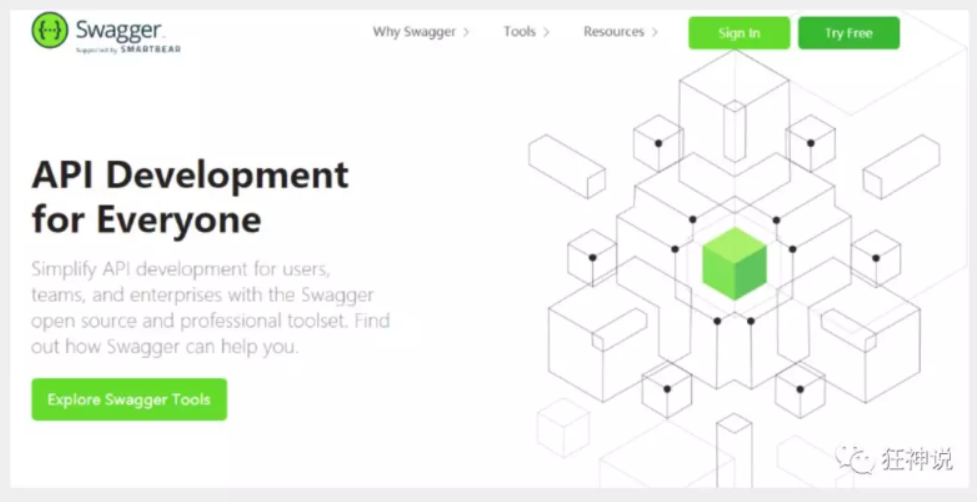 Swagger.
Supported by SMARTBEAR
Why Swagger
Tools
Resources
Sign In
Try Free
API Development
for Everyone
Simplify API development for users,
teams, and enterprises with the Swagger
open source and professional toolset. Find
out how Swagger can help you.
Explore Swagger Tools
狂神说